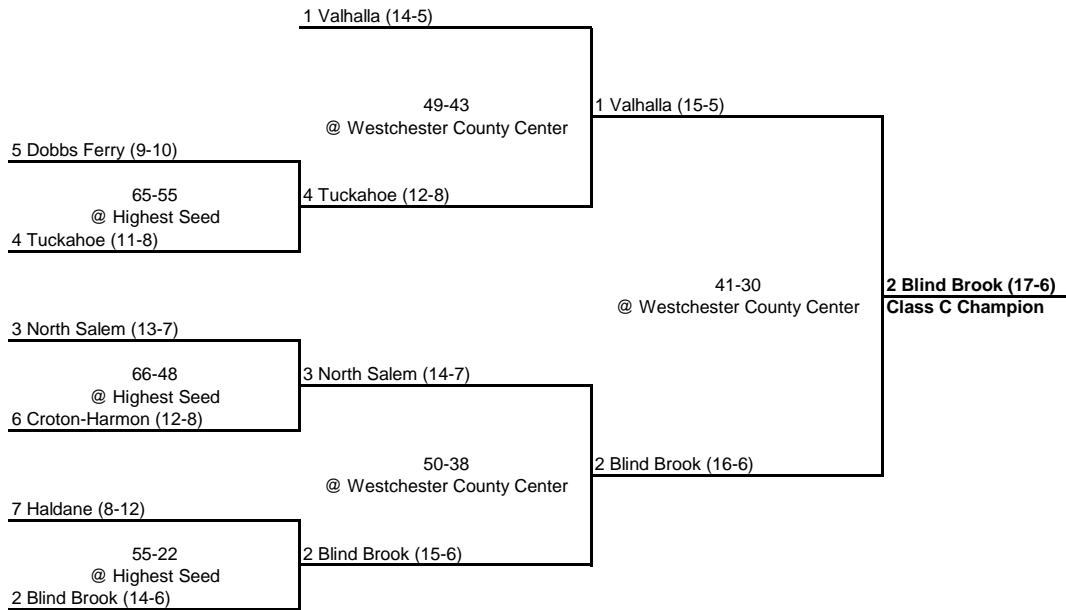 1 Valhalla (14-5)
49-43
@ Westchester County Center
1 Valhalla (15-5)
5 Dobbs Ferry (9-10)
65-55
@ Highest Seed
4 Tuckahoe (12-8)
4 Tuckahoe (11-8)
41-30
@ Westchester County Center
2 Blind Brook (17-6)
Class C Champion
3 North Salem (13-7)
66-48
@ Highest Seed
3 North Salem (14-7)
6 Croton-Harmon (12-8)
50-38
@ Westchester County Center
2 Blind Brook (16-6)
7 Haldane (8-12)
55-22
@ Highest Seed
2 Blind Brook (15-6)
2 Blind Brook (14-6)